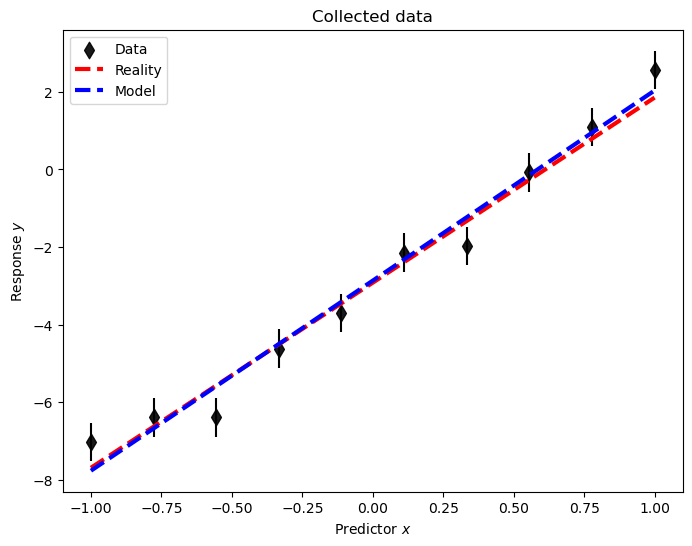 Collected data
Data
Reality
Model
2
0
−2
−4
−6
−8
Response y
−1.00 −0.75 −0.50 −0.25 0.00 0.25 0.50 0.75 1.00
Predictor x